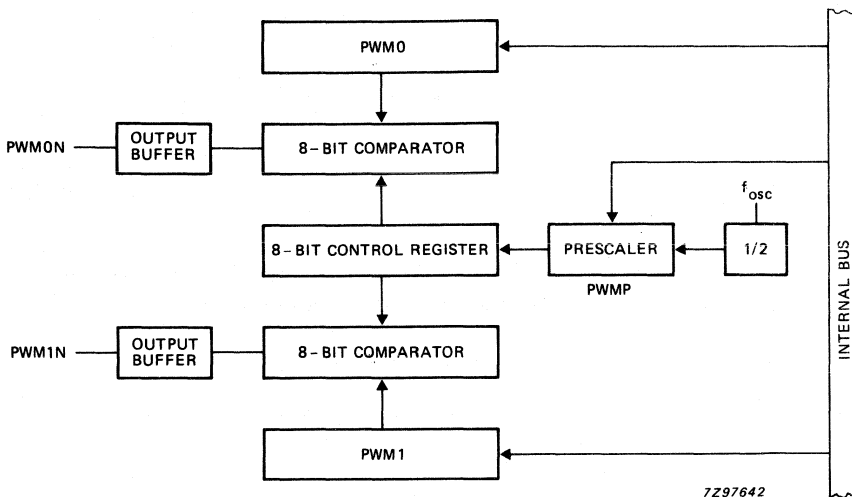 PWM0
PWM0N
OUTPUT
BUFFER
8-BIT COMPARATOR
fosc
8-BIT CONTROL REGISTER
PRESCALER
1/2
PWMP
INTERNAL BUS
PWM1N
OUTPUT
BUFFER
8-BIT COMPARATOR
PWM1
7Z97642